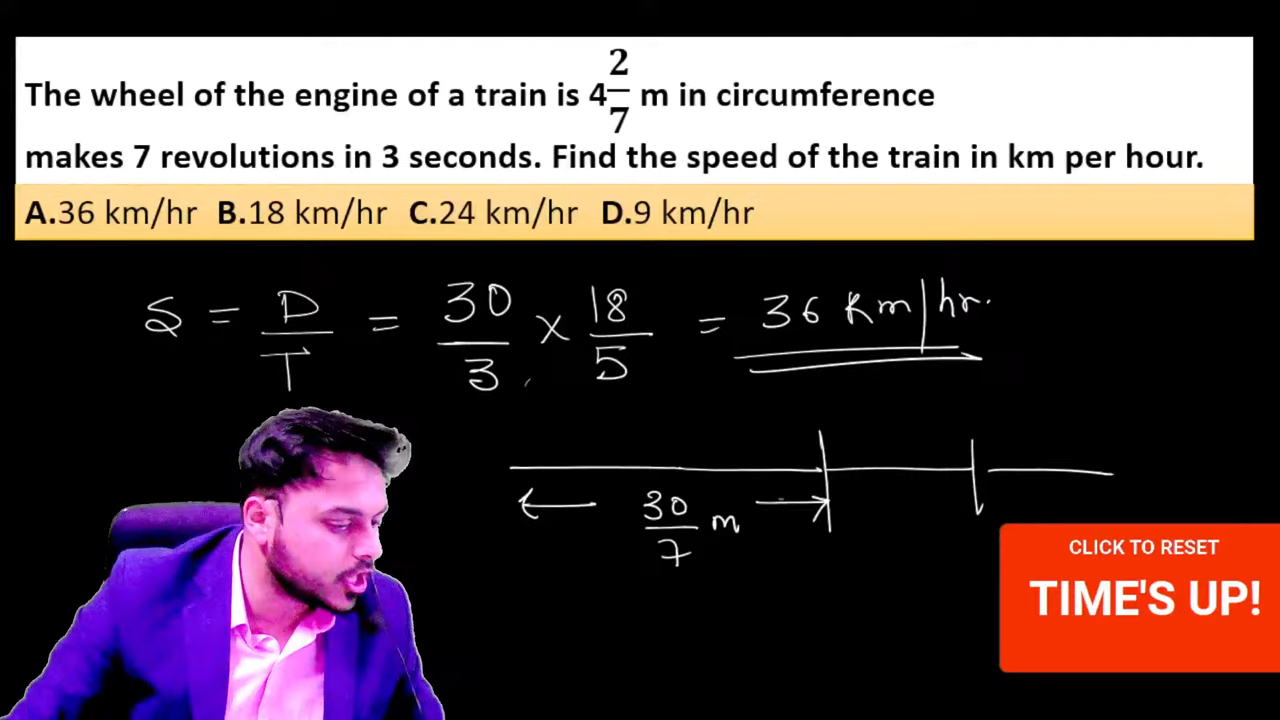 The wheel of the engine of a train is 4 2/7 m in circumference
makes 7 revolutions in 3 seconds. Find the speed of the train in km per hour.
A.36 km/hr B.18 km/hr C.24 km/hr D.9 km/hr
S = D/T = 30/3 × 18/5 = 36 Km/hr.
30/7 m
CLICK TO RESET
TIME'S UP!